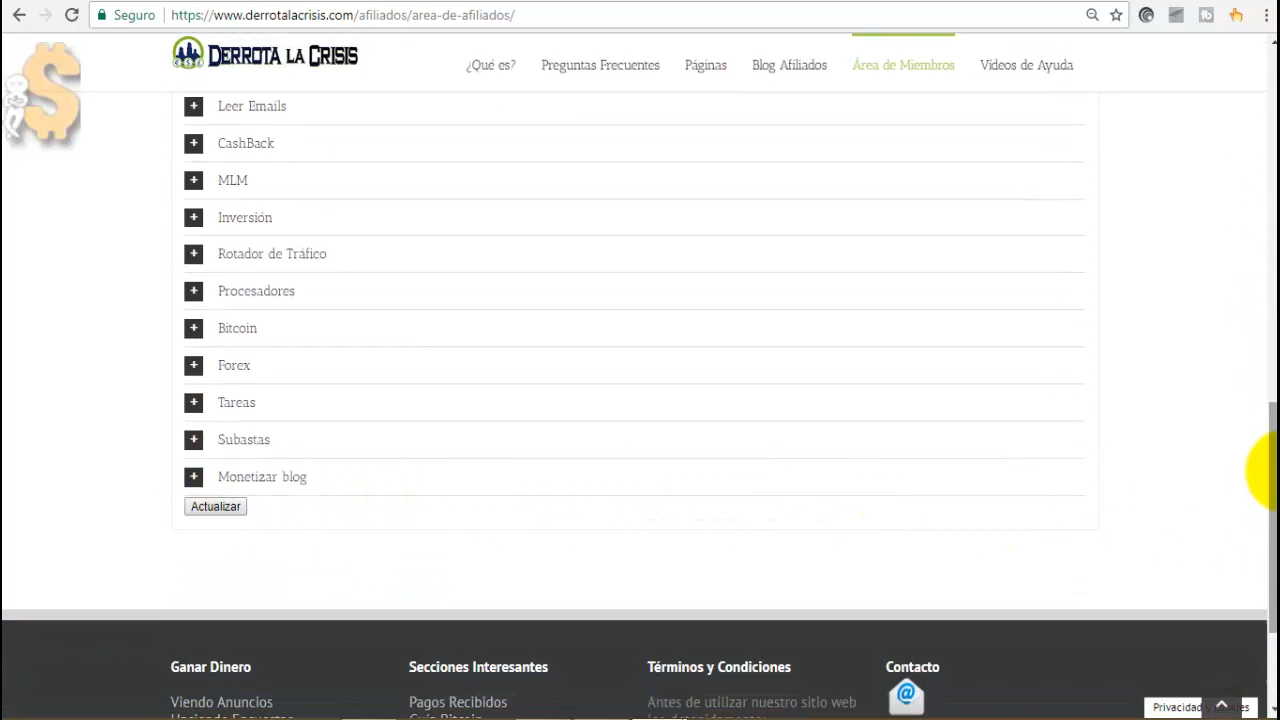 Seguro
https://www.derrotalacrisis.com/afiliados/area-de-afiliados/
DERROTA LA CRISIS
¿Qué es?
Preguntas Frecuentes
Páginas
Blog Afiliados
Área de Miembros
Vídeos de Ayuda
Leer Emails
CashBack
MLM
Inversión
Rotador de Tráfico
Procesadores
Bitcoin
Forex
Tareas
Subastas
Monetizar blog
Actualizar
Ganar Dinero
Secciones Interesantes
Términos y Condiciones
Contacto
Viendo Anuncios
Pagos Recibidos
Antes de utilizar nuestro sitio web
Privacidad y cookies